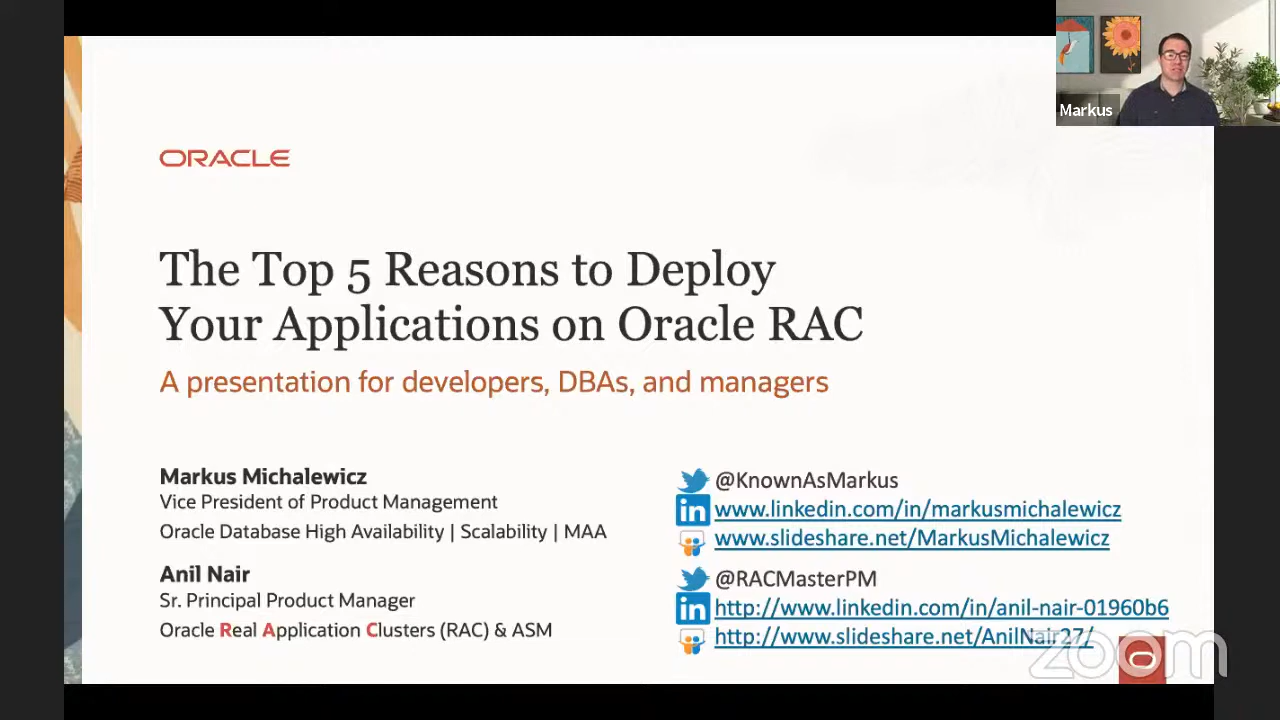 Markus
ORACLE
The Top 5 Reasons to Deploy
Your Applications on Oracle RAC
A presentation for developers, DBAs, and managers
Markus Michalewicz
Vice President of Product Management
Oracle Database High Availability | Scalability | MAA
Anil Nair
Sr. Principal Product Manager
Oracle Real Application Clusters (RAC) & ASM
@KnownAsMarkus
www.linkedin.com/in/markusmichalewicz
www.slideshare.net/MarkusMichalewicz
@RACMasterPM
http://www.linkedin.com/in/anil-nair-01960b6
http://www.slideshare.net/AnilNair27/
zoom